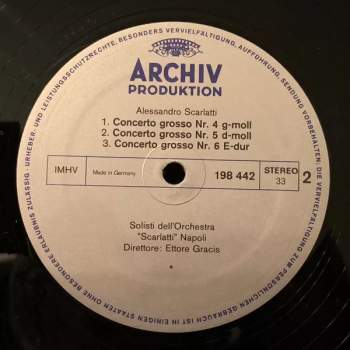 ALLE HERSTELLER- UND LEISTUNGSSCHUTZRECHTE, BESONDERS VERVIELFÄLTIGUNG, AUFFÜHRUNG, SENDUNG VORBEHALTEN! DIE VERVIELFÄLTIGUNG ZUM PERSÖNLICHEN GEBRAUCH IST IN EINIGEN STAATEN OHNE BESONDERE ERLAUBNIS ZULÄSSIG. URHEBER-
ARCHIV
PRODUKTION
Alessandro Scarlatti
1. Concerto grosso Nr. 4 g-moll
2. Concerto grosso Nr. 5 d-moll
3. Concerto grosso Nr. 6 E-dur
IMHV Made in Germany 198 442 STEREO 33 2
Solisti dell'Orchestra
"Scarlatti" Napoli
Direttore: Ettore Gracis